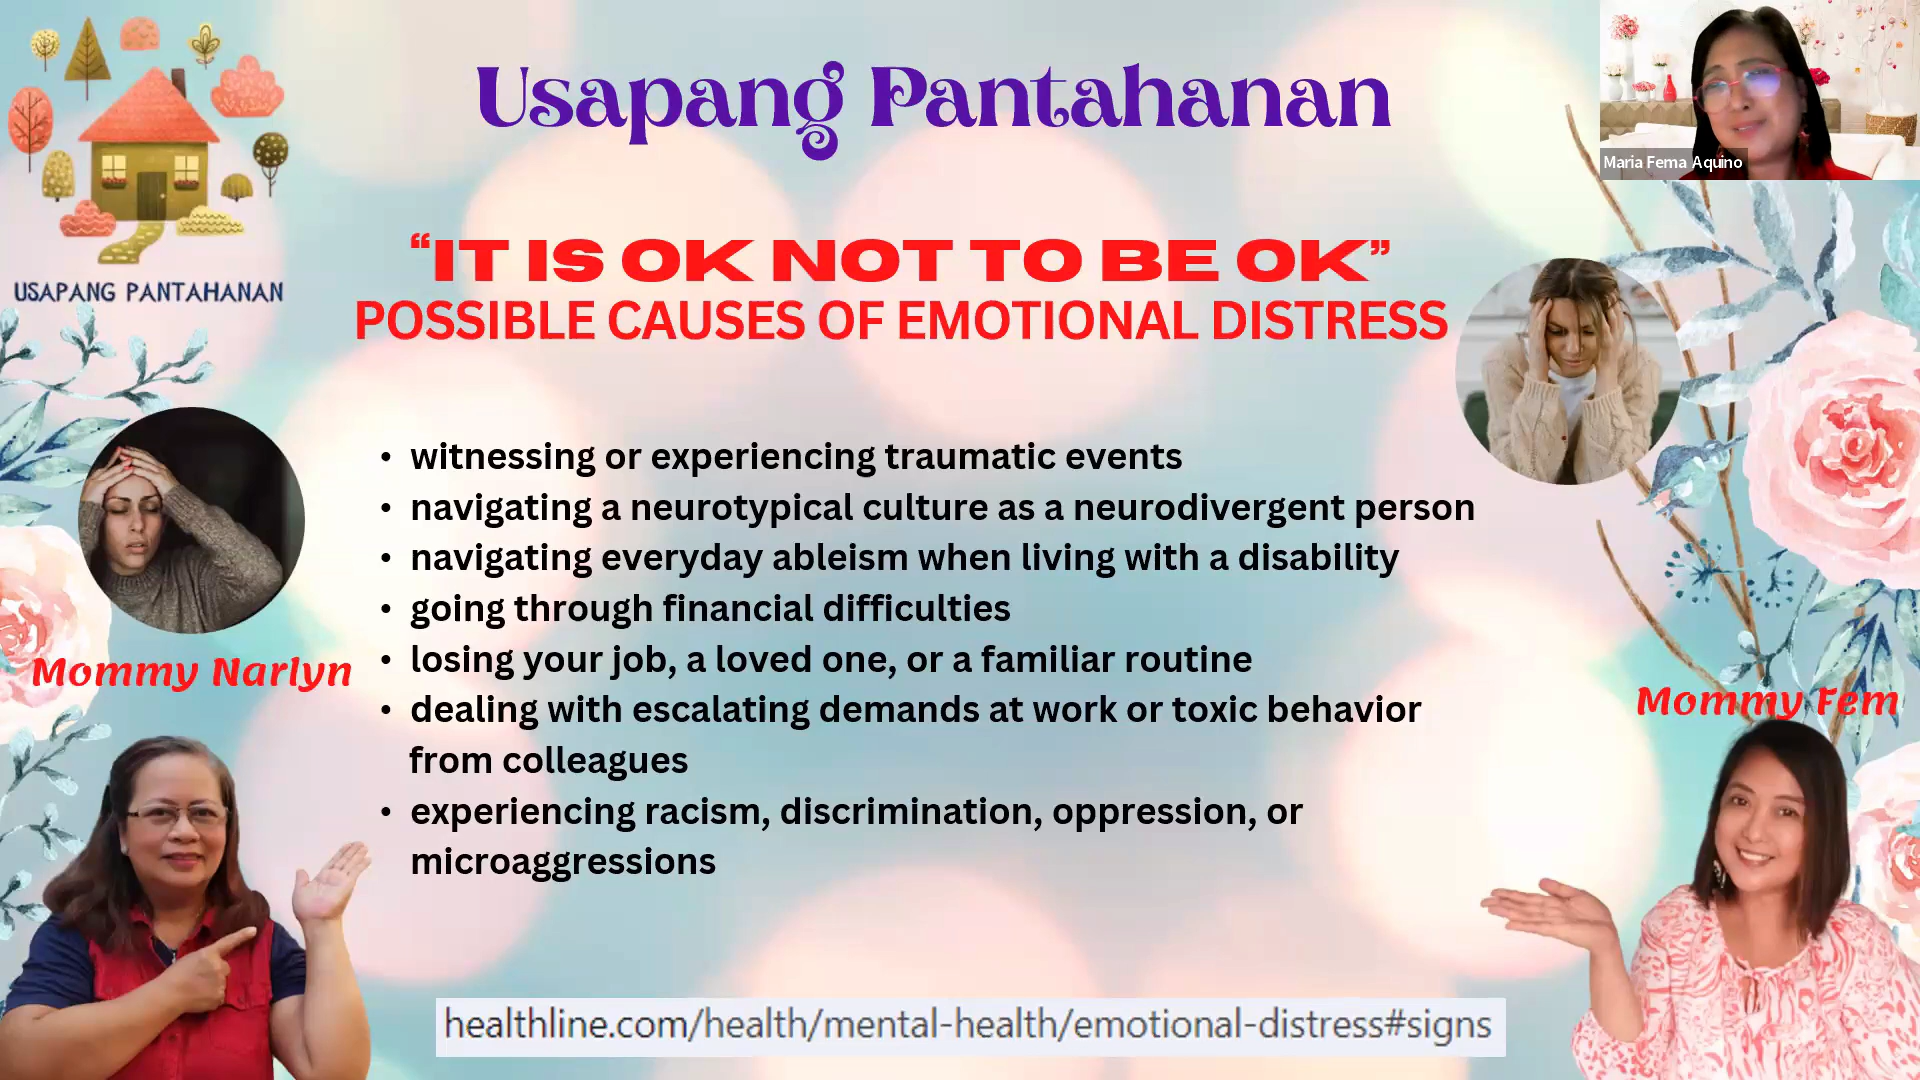 Usapang Pantahanan
Maria Fema Aquino
USAPANG PANTAHANAN
“IT IS OK NOT TO BE OK”
POSSIBLE CAUSES OF EMOTIONAL DISTRESS
• witnessing or experiencing traumatic events
• navigating a neurotypical culture as a neurodivergent person
• navigating everyday ableism when living with a disability
• going through financial difficulties
• losing your job, a loved one, or a familiar routine
• dealing with escalating demands at work or toxic behavior
from colleagues
• experiencing racism, discrimination, oppression, or
microaggressions
Mommy Narlyn
Mommy Fem
healthline.com/health/mental-health/emotional-distress#signs